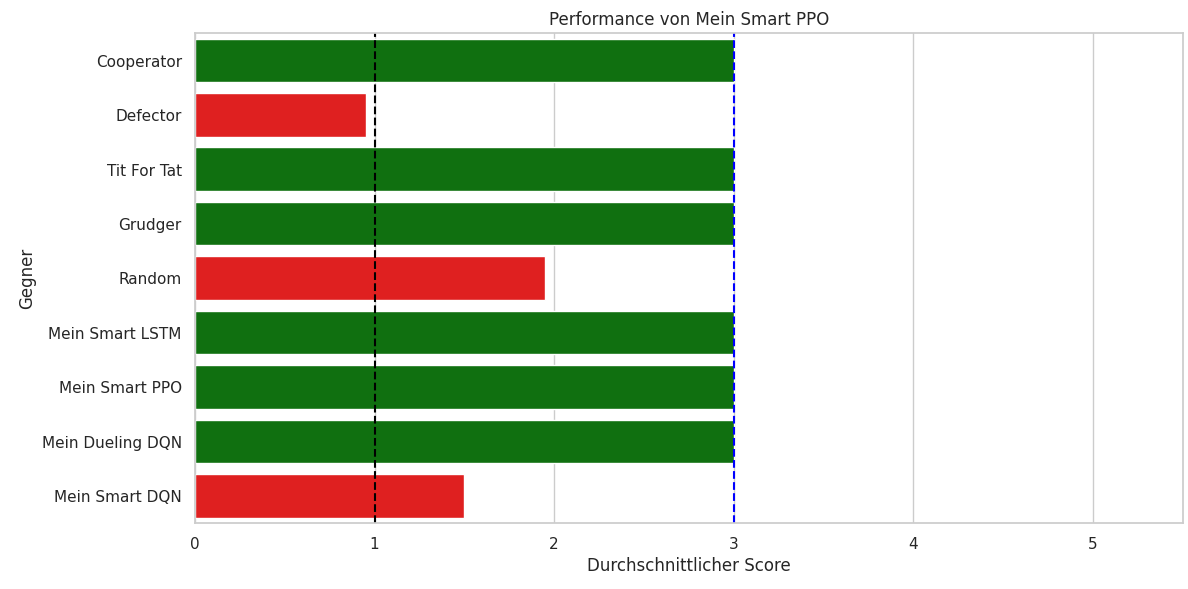 Performance von Mein Smart PPO
Gegner
Cooperator
Defector
Tit For Tat
Grudger
Random
Mein Smart LSTM
Mein Smart PPO
Mein Dueling DQN
Mein Smart DQN
0 1 2 3 4 5
Durchschnittlicher Score